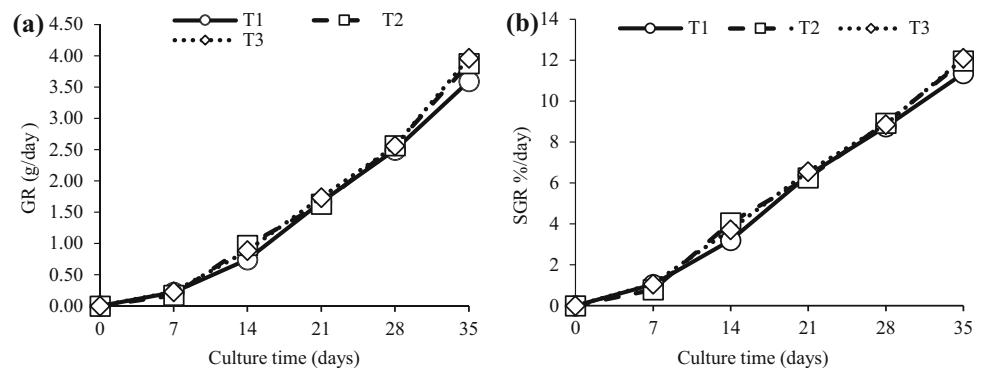 (a)
T1 T2
T3
4.50
4.00
3.50
3.00
2.50
2.00
1.50
1.00
0.50
0.00
GR (g/day )
0 7 14 21 28 35
Culture time (days)
(b)
T1 T2 T3
14
12
10
8
6
4
2
0
SGR %/day)
0 7 14 21 28 35
Culture time (days)